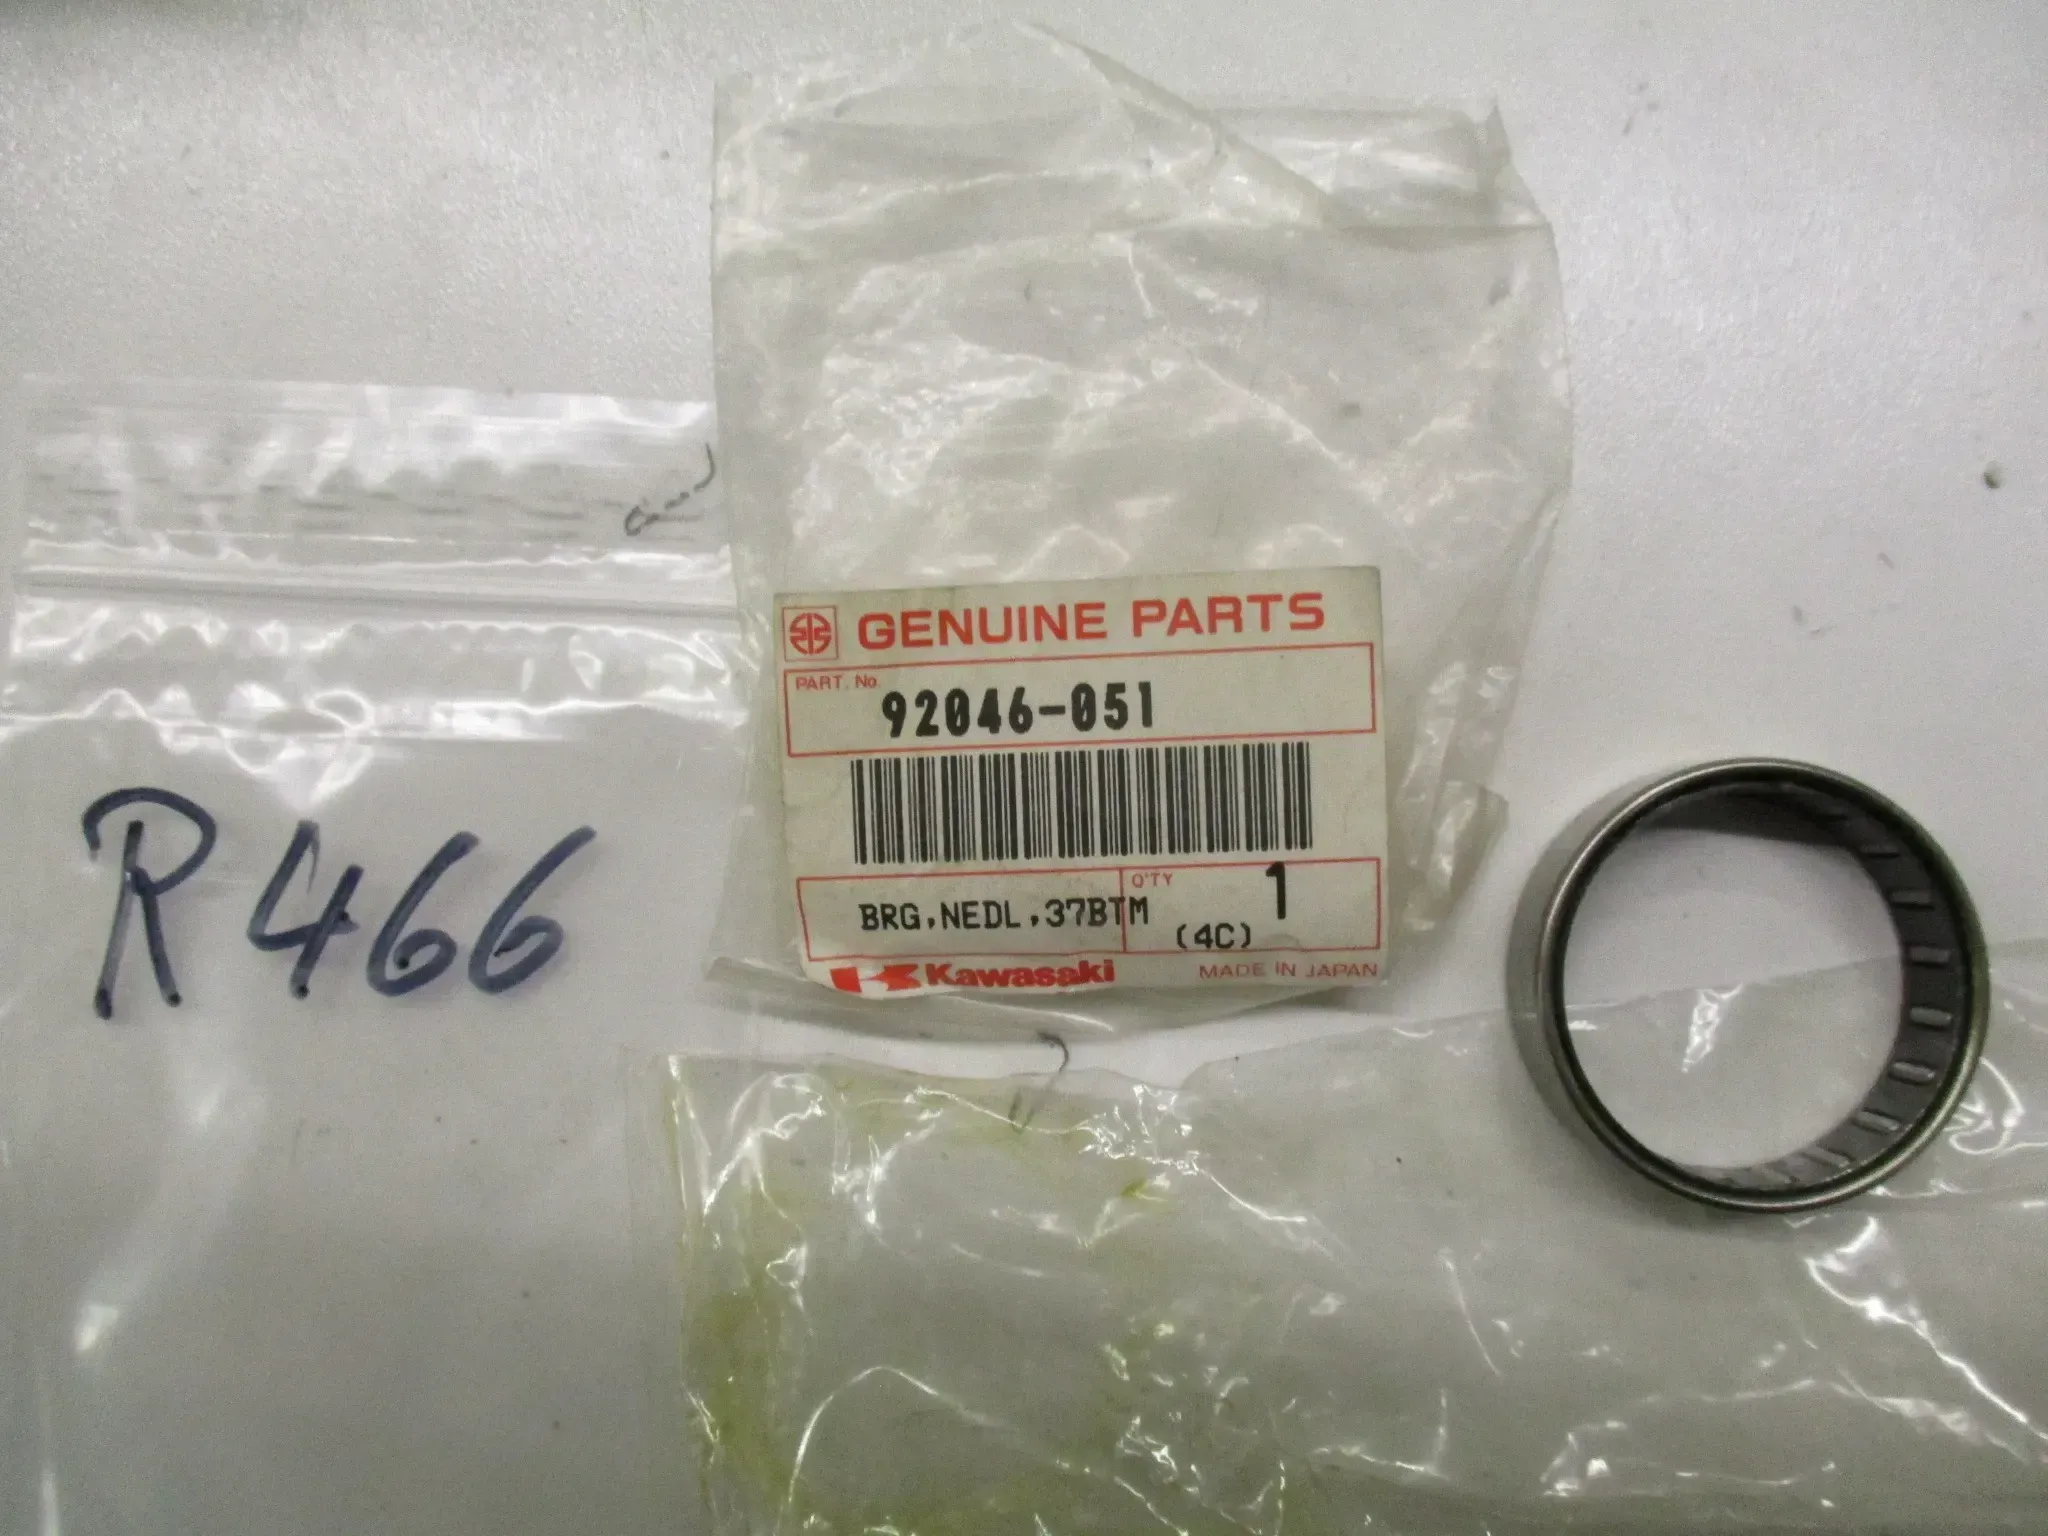 GENUINE PARTS
PART. No.
92046-051
Q'TY
1
BRG,NEDL,37BTM
(4C)
Kawasaki
MADE IN JAPAN
R466